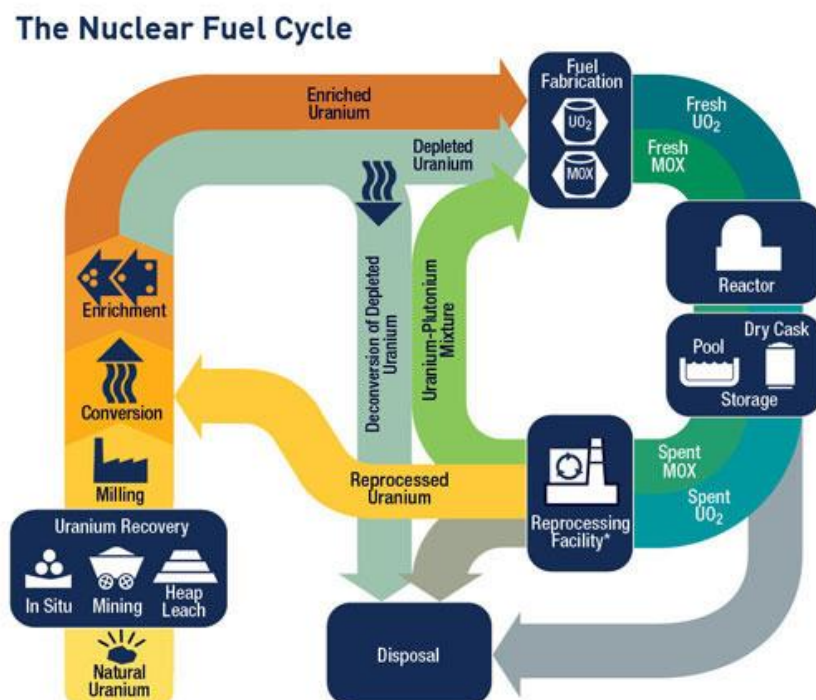 The Nuclear Fuel Cycle
Enriched
Uranium
Depleted
Uranium
Fuel
Fabrication
UO2
MOX
Fresh
UO2
Fresh
MOX
Reactor
Pool
Dry Cask
Storage
Spent
MOX
Spent
UO2
Reprocessing
Facility*
Uranium-Plutonium
Mixture
Deconversion of Depleted
Uranium
Reprocessed
Uranium
Enrichment
Conversion
Milling
Uranium Recovery
In Situ
Mining
Heap
Leach
Natural
Uranium
Disposal